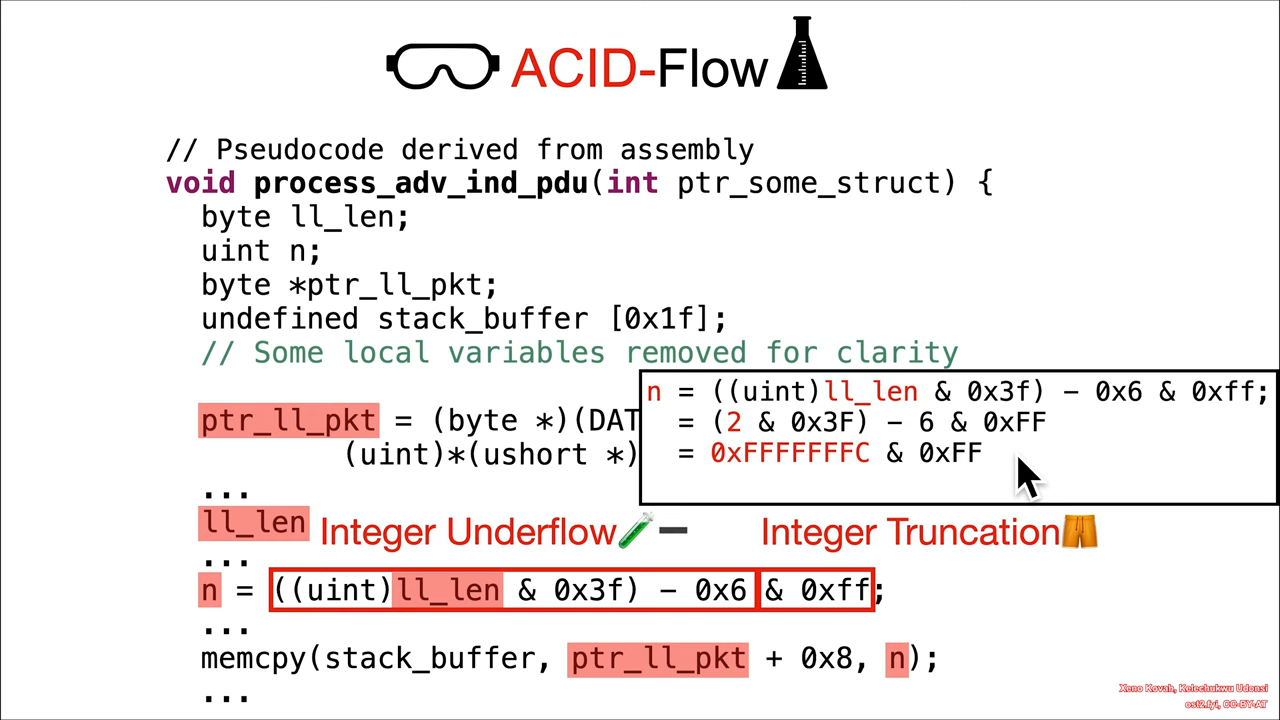 ACID-Flow
// Pseudocode derived from assembly
void process_adv_ind_pdu(int ptr_some_struct) {
byte ll_len;
uint n;
byte *ptr_ll_pkt;
undefined stack_buffer [0x1f];
// Some local variables removed for clarity
n = ((uint)ll_len & 0x3f) - 0x6 & 0xff;
ptr_ll_pkt = (byte *)(DAT
= (2 & 0x3F) - 6 & 0xFF
(uint)*(ushort *)
= 0xFFFFFFFC & 0xFF
...
ll_len Integer Underflow Integer Truncation
...
n = ((uint)ll_len & 0x3f) - 0x6 & 0xff;
...
memcpy(stack_buffer, ptr_ll_pkt + 0x8, n);
...
Xeno Kovah, Kelechukwu Udonsi
ost2.fyi, CC-BY-AT